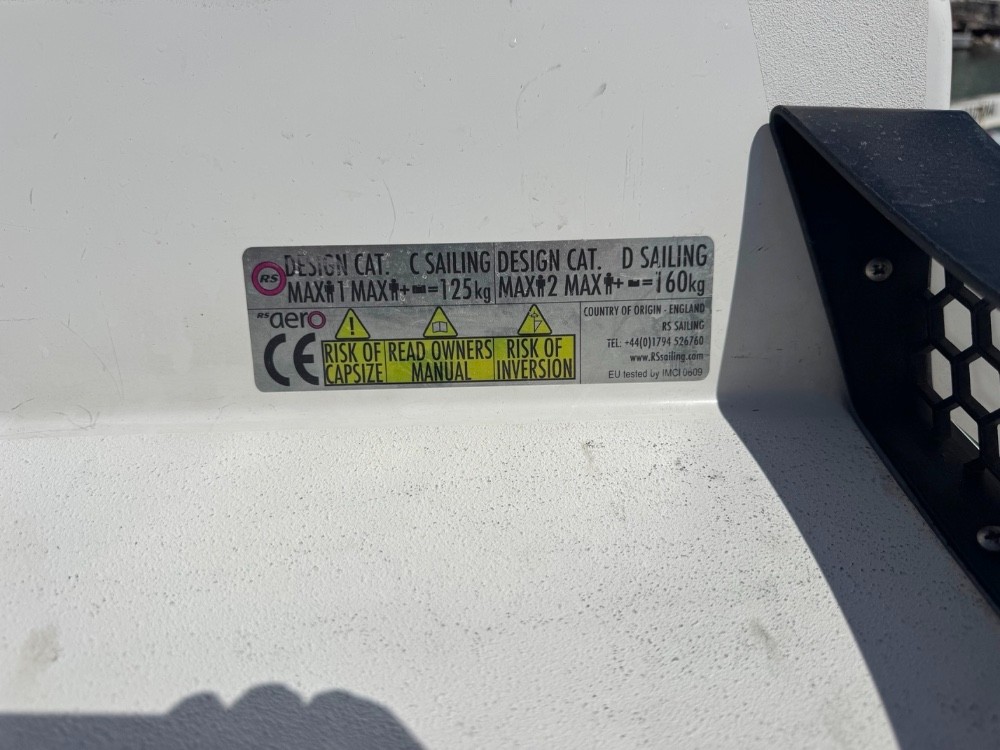 RS DESIGN CAT. C SAILING
MAX 1 MAX + = 125kg
DESIGN CAT. D SAILING
MAX 2 MAX + = 160kg
RS aero
CE
!
RISK OF CAPSIZE
READ OWNERS MANUAL
RISK OF INVERSION
COUNTRY OF ORIGIN - ENGLAND
RS SAILING
TEL: +44(0)1794 526760
www.RSsailing.com
EU tested by IMCI 0609